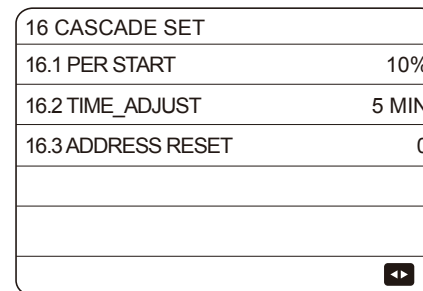 16 CASCADE SET
16.1 PER START 10%
16.2 TIME_ADJUST 5 MIN
16.3 ADDRESS RESET 0